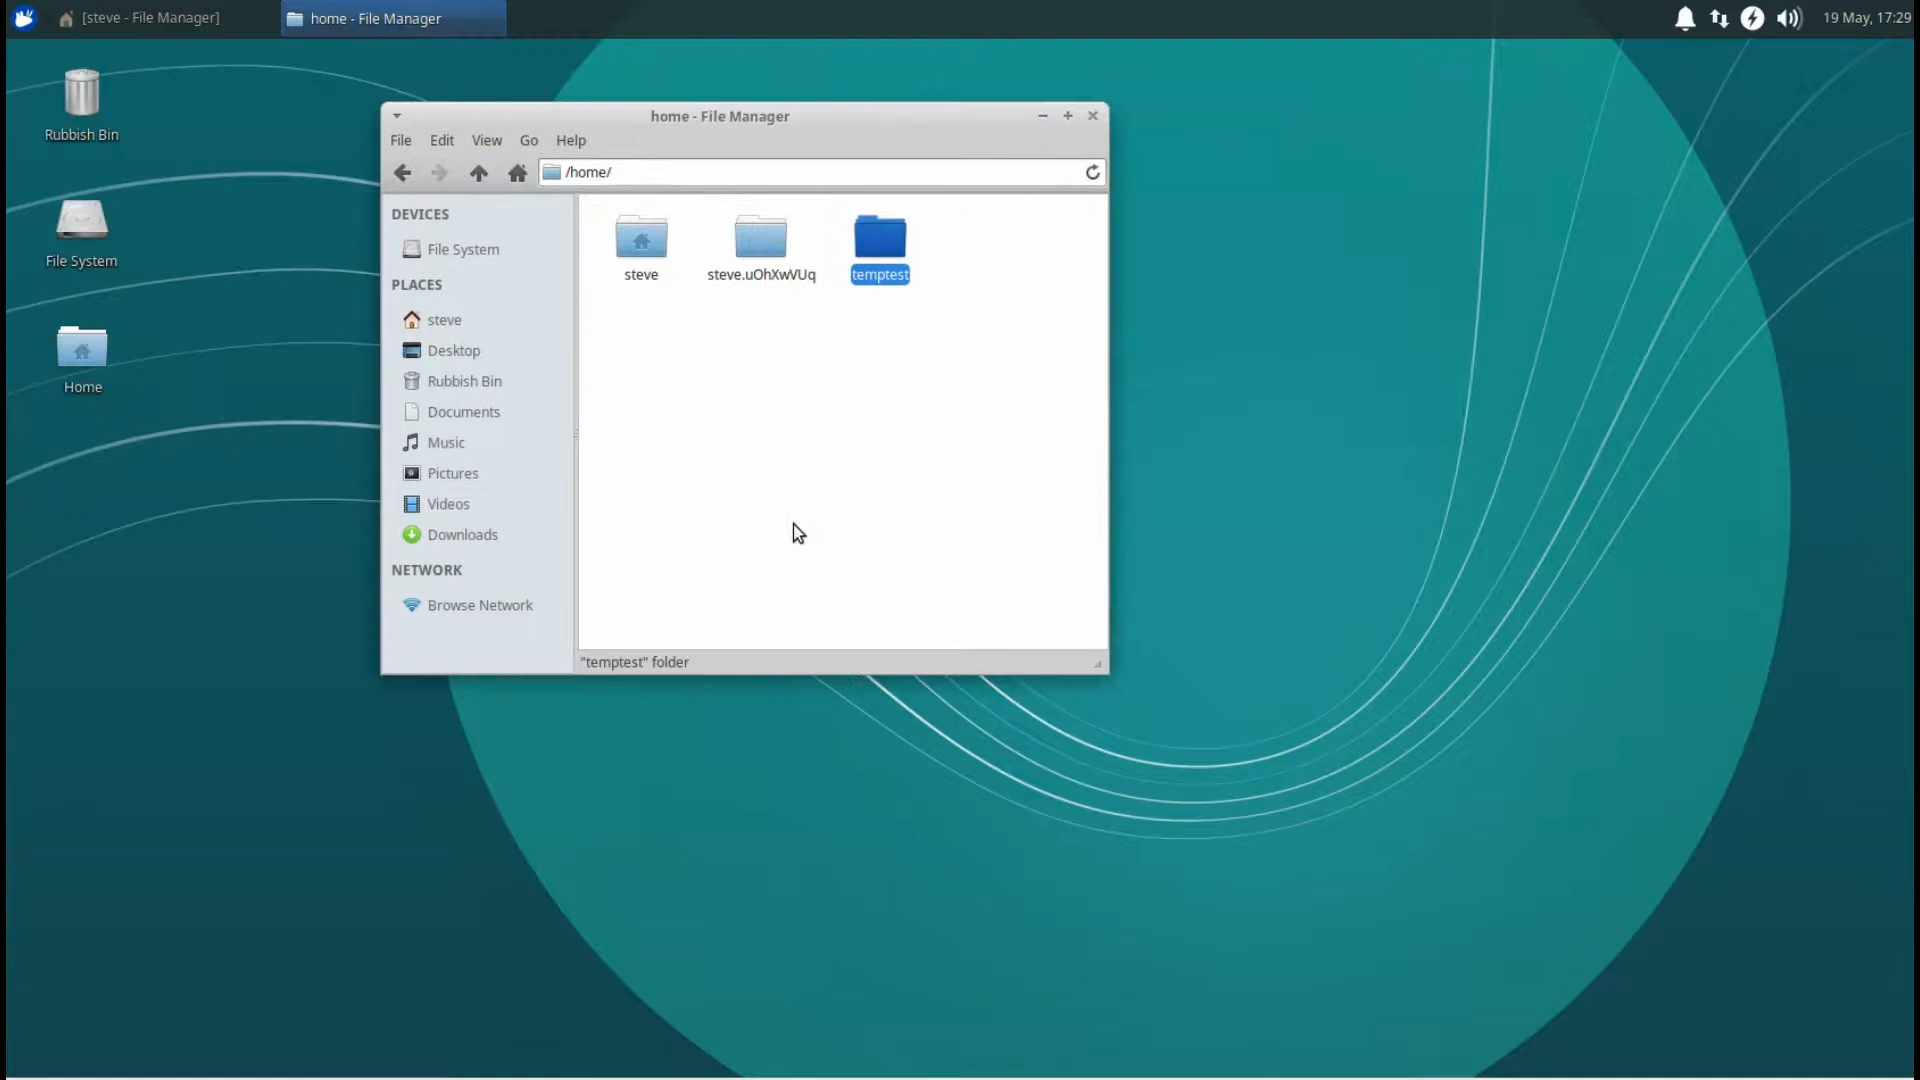 [steve - File Manager]
home - File Manager
19 May, 17:29
Rubbish Bin
File System
Home
home - File Manager
File Edit View Go Help
/home/
DEVICES
File System
PLACES
steve
Desktop
Rubbish Bin
Documents
Music
Pictures
Videos
Downloads
NETWORK
Browse Network
steve
steve.uOhXwVUq
temptest
"temptest" folder